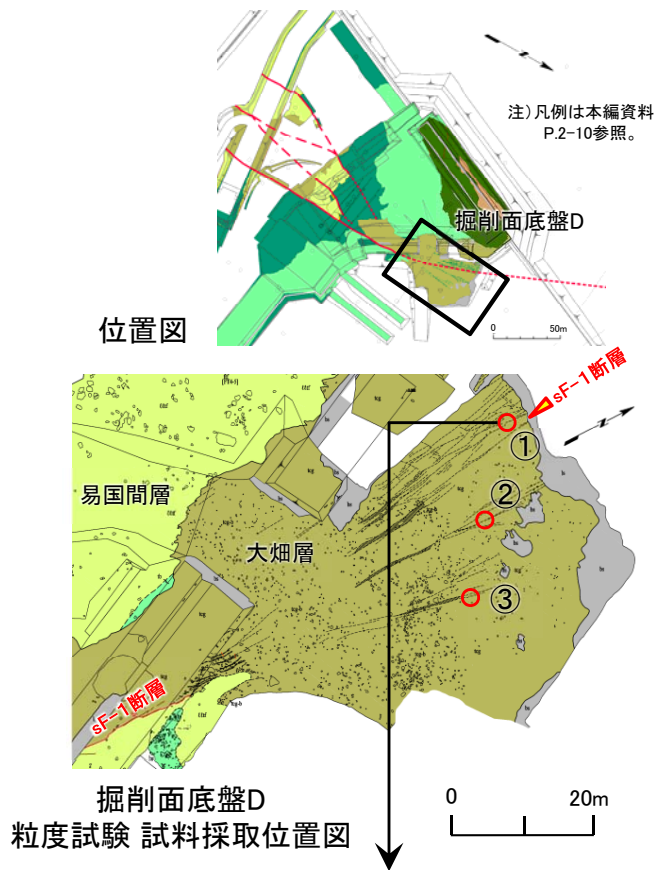 注）凡例は本編資料
P.2-10参照。
掘削面底盤D
位置図
0 50m
sF-1断層
①
②
易国間層
大畑層
③
sF-1断層
掘削面底盤D
粒度試験 試料採取位置図
0 20m